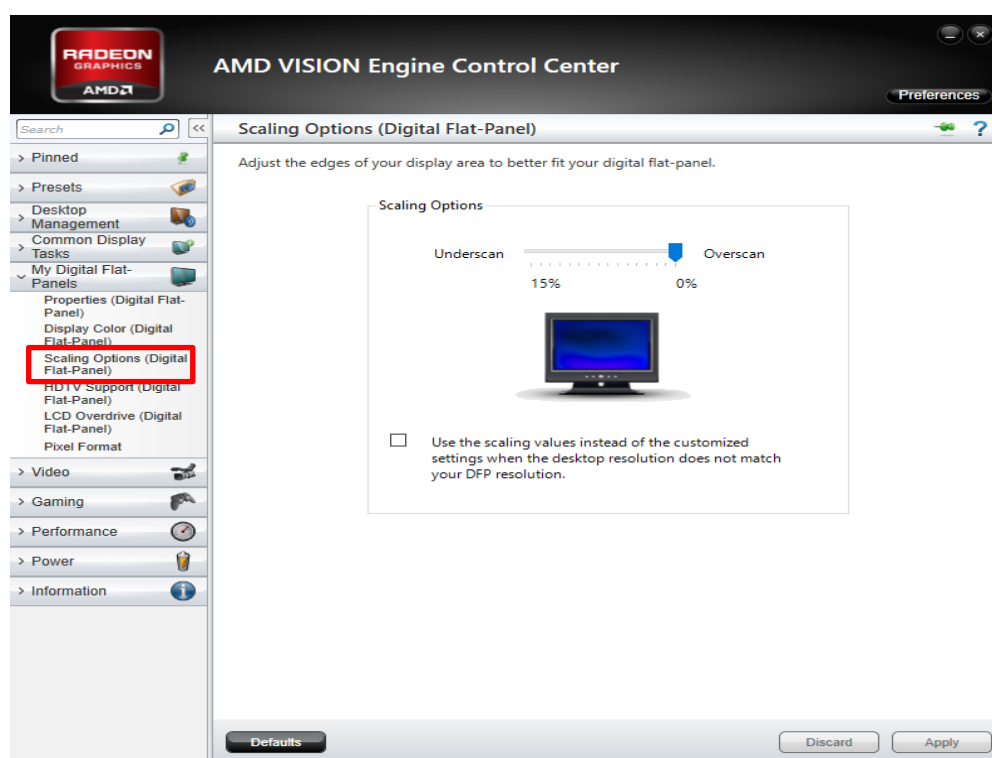 RADEON
GRAPHICS
AMD
AMD VISION Engine Control Center
Preferences
Search
<<
Scaling Options (Digital Flat-Panel)
?
Adjust the edges of your display area to better fit your digital flat-panel.
> Pinned
> Presets
> Desktop
Management
> Common Display
Tasks
My Digital Flat-
Panels
Properties (Digital Flat-
Panel)
Display Color (Digital
Flat-Panel)
Scaling Options (Digital
Flat-Panel)
HDTV Support (Digital
Flat-Panel)
LCD Overdrive (Digital
Flat-Panel)
Pixel Format
> Video
> Gaming
> Performance
> Power
> Information
Scaling Options
Underscan
Overscan
15%
0%
Use the scaling values instead of the customized
settings when the desktop resolution does not match
your DFP resolution.
Defaults
Discard
Apply